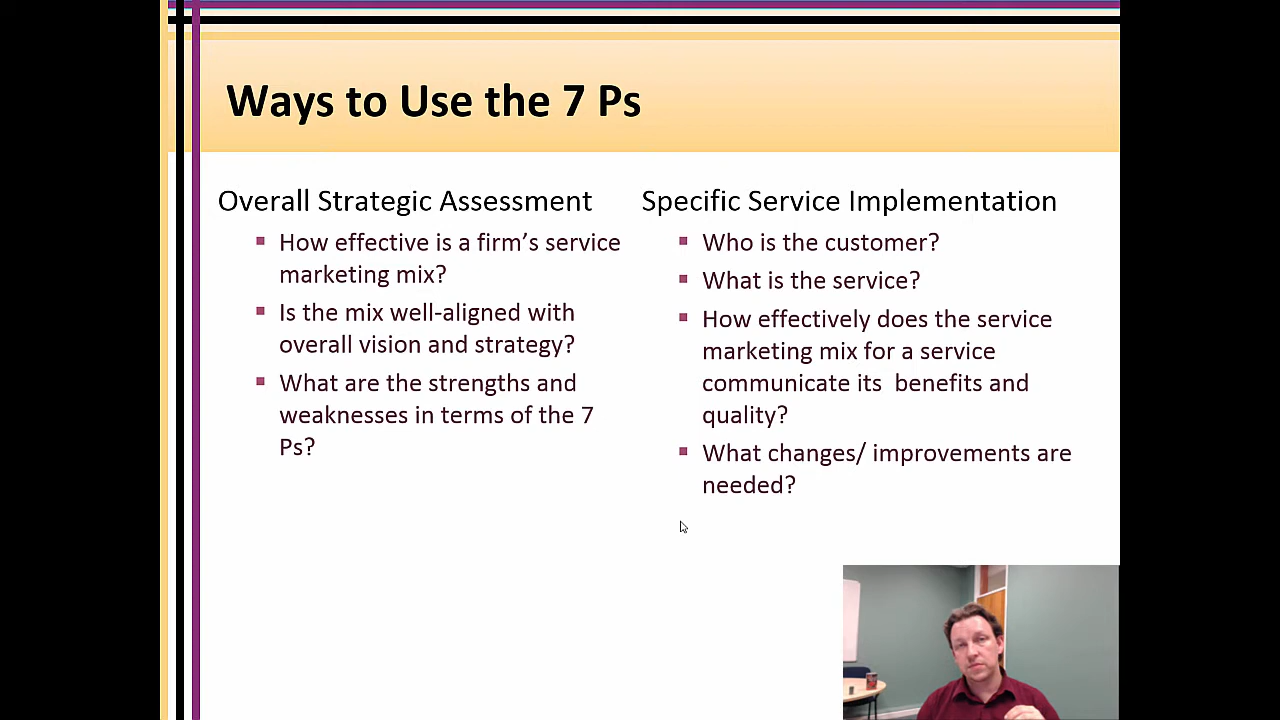 Ways to Use the 7 Ps
Overall Strategic Assessment
How effective is a firm’s service
marketing mix?
Is the mix well-aligned with
overall vision and strategy?
What are the strengths and
weaknesses in terms of the 7
Ps?
Specific Service Implementation
Who is the customer?
What is the service?
How effectively does the service
marketing mix for a service
communicate its  benefits and
quality?
What changes/ improvements are
needed?